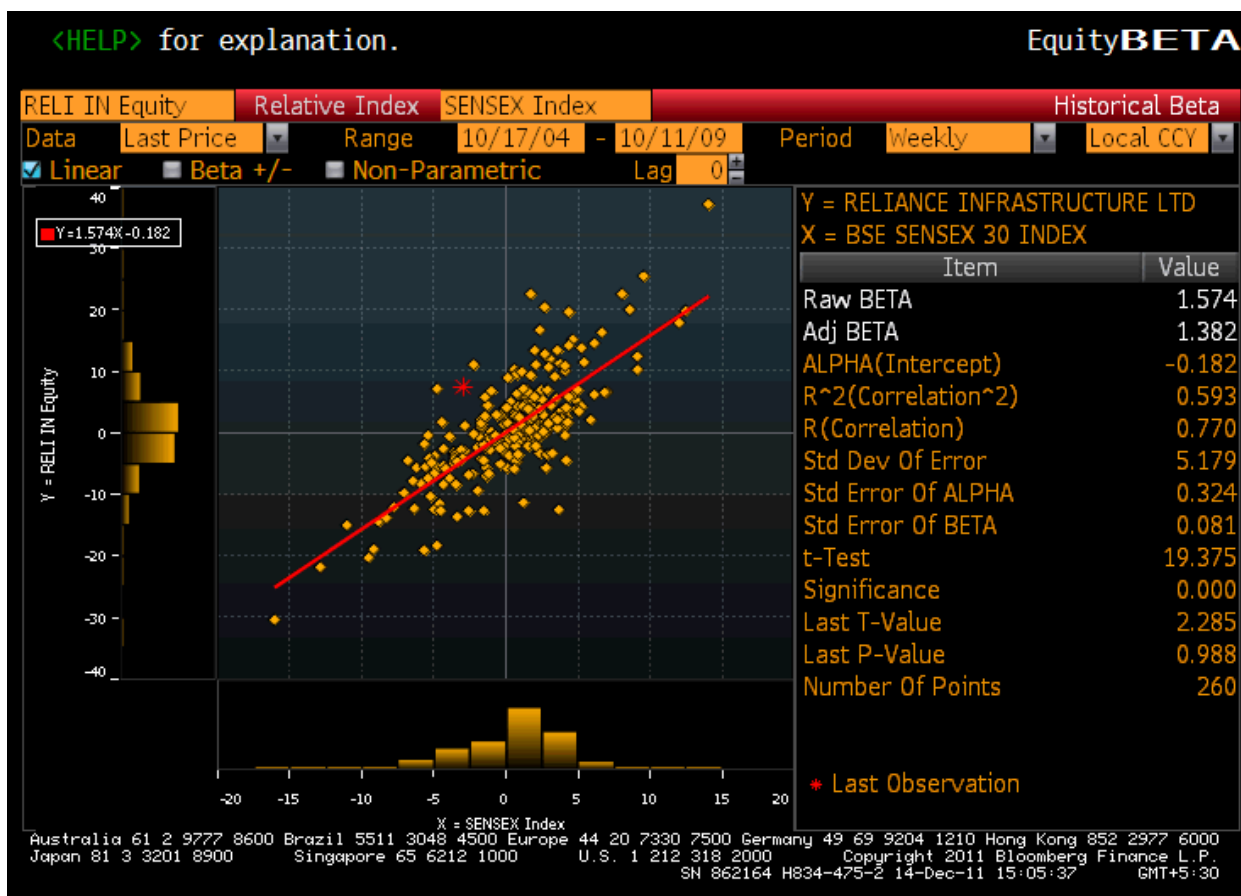 <HELP> for explanation. EquityBETA
RELI IN Equity Relative Index SENSEX Index Historical Beta
Data Last Price Range 10/17/04 - 10/11/09 Period Weekly Local CCY
Linear Beta +/- Non-Parametric Lag 0
Y = RELIANCE INFRASTRUCTURE LTD
X = BSE SENSEX 30 INDEX
Item Value
Raw BETA 1.574
Adj BETA 1.382
ALPHA(Intercept) -0.182
R^2(Correlation^2) 0.593
R(Correlation) 0.770
Std Dev Of Error 5.179
Std Error Of ALPHA 0.324
Std Error Of BETA 0.081
t-Test 19.375
Significance 0.000
Last T-Value 2.285
Last P-Value 0.988
Number Of Points 260
* Last Observation
Y=1.574X-0.182
Y = RELI IN Equity
40
30
20
10
0
-10
-20
-30
-40
-20 -15 -10 -5 0 5 10 15 20
X = SENSEX Index
Australia 61 2 9777 8600 Brazil 5511 3048 4500 Europe 44 20 7330 7500 Germany 49 69 9204 1210 Hong Kong 852 2977 6000
Japan 81 3 3201 8900 Singapore 65 6212 1000 U.S. 1 212 318 2000 Copyright 2011 Bloomberg Finance L.P.
SN 862164 H834-475-2 14-Dec-11 15:05:37 GMT+5:30